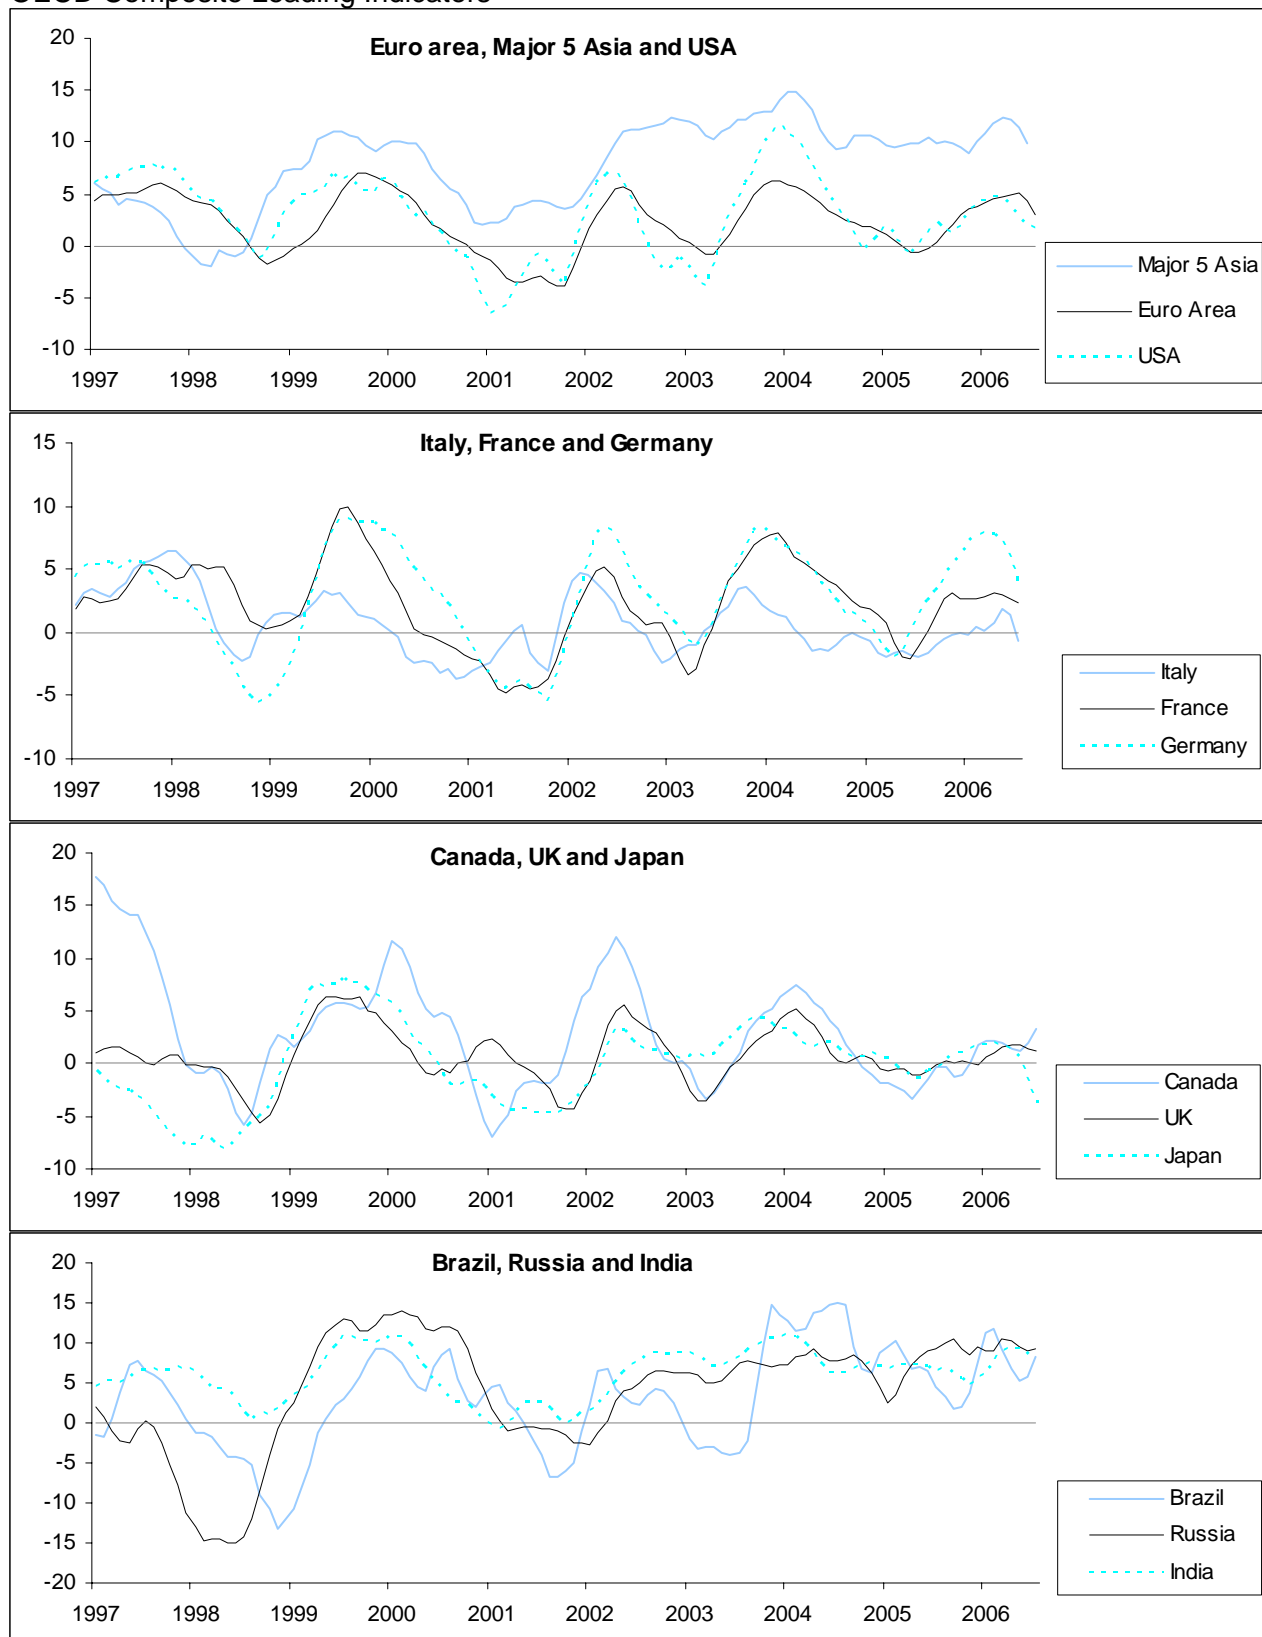 OECD Composite Leading Indicators
Euro area, Major 5 Asia and USA
20
15
10
5
0
-5
-10
1997 1998 1999 2000 2001 2002 2003 2004 2005 2006
Major 5 Asia
Euro Area
USA
Italy, France and Germany
15
10
5
0
-5
-10
1997 1998 1999 2000 2001 2002 2003 2004 2005 2006
Italy
France
Germany
Canada, UK and Japan
20
15
10
5
0
-5
-10
1997 1998 1999 2000 2001 2002 2003 2004 2005 2006
Canada
UK
Japan
Brazil, Russia and India
20
15
10
5
0
-5
-10
-15
-20
1997 1998 1999 2000 2001 2002 2003 2004 2005 2006
Brazil
Russia
India